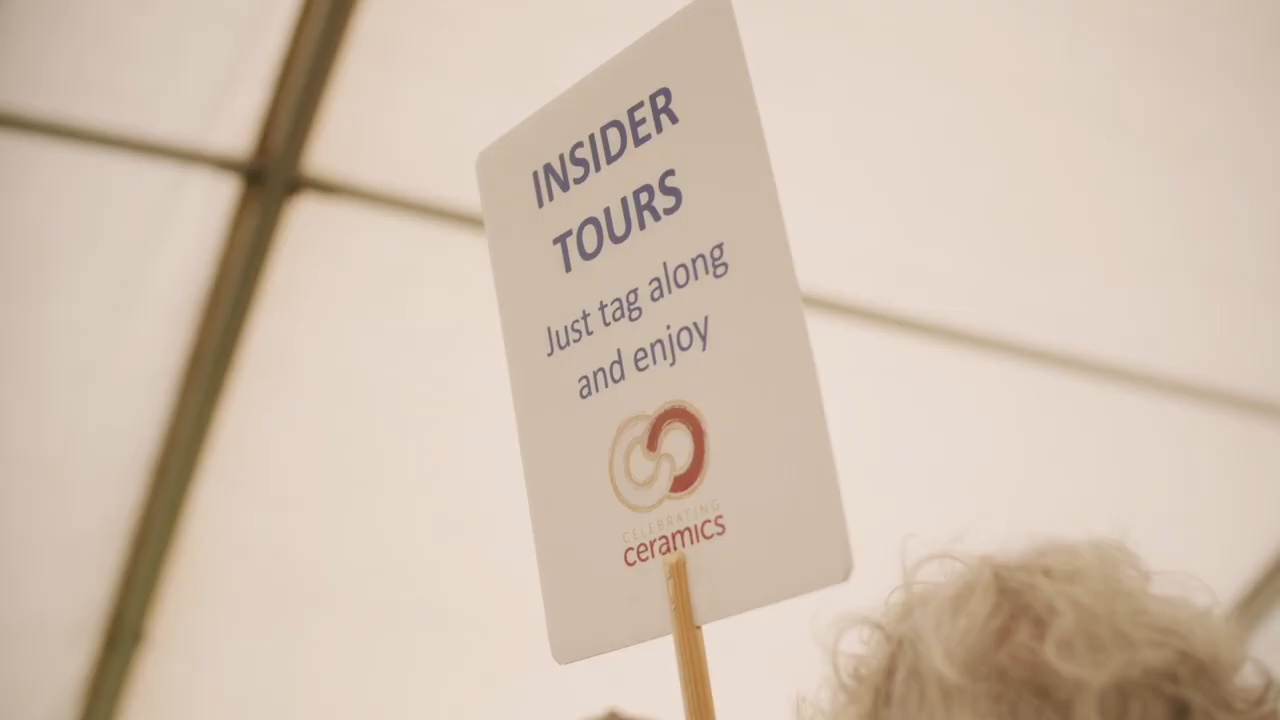 INSIDER
TOURS
Just tag along
and enjoy
CELEBRATING
ceramics